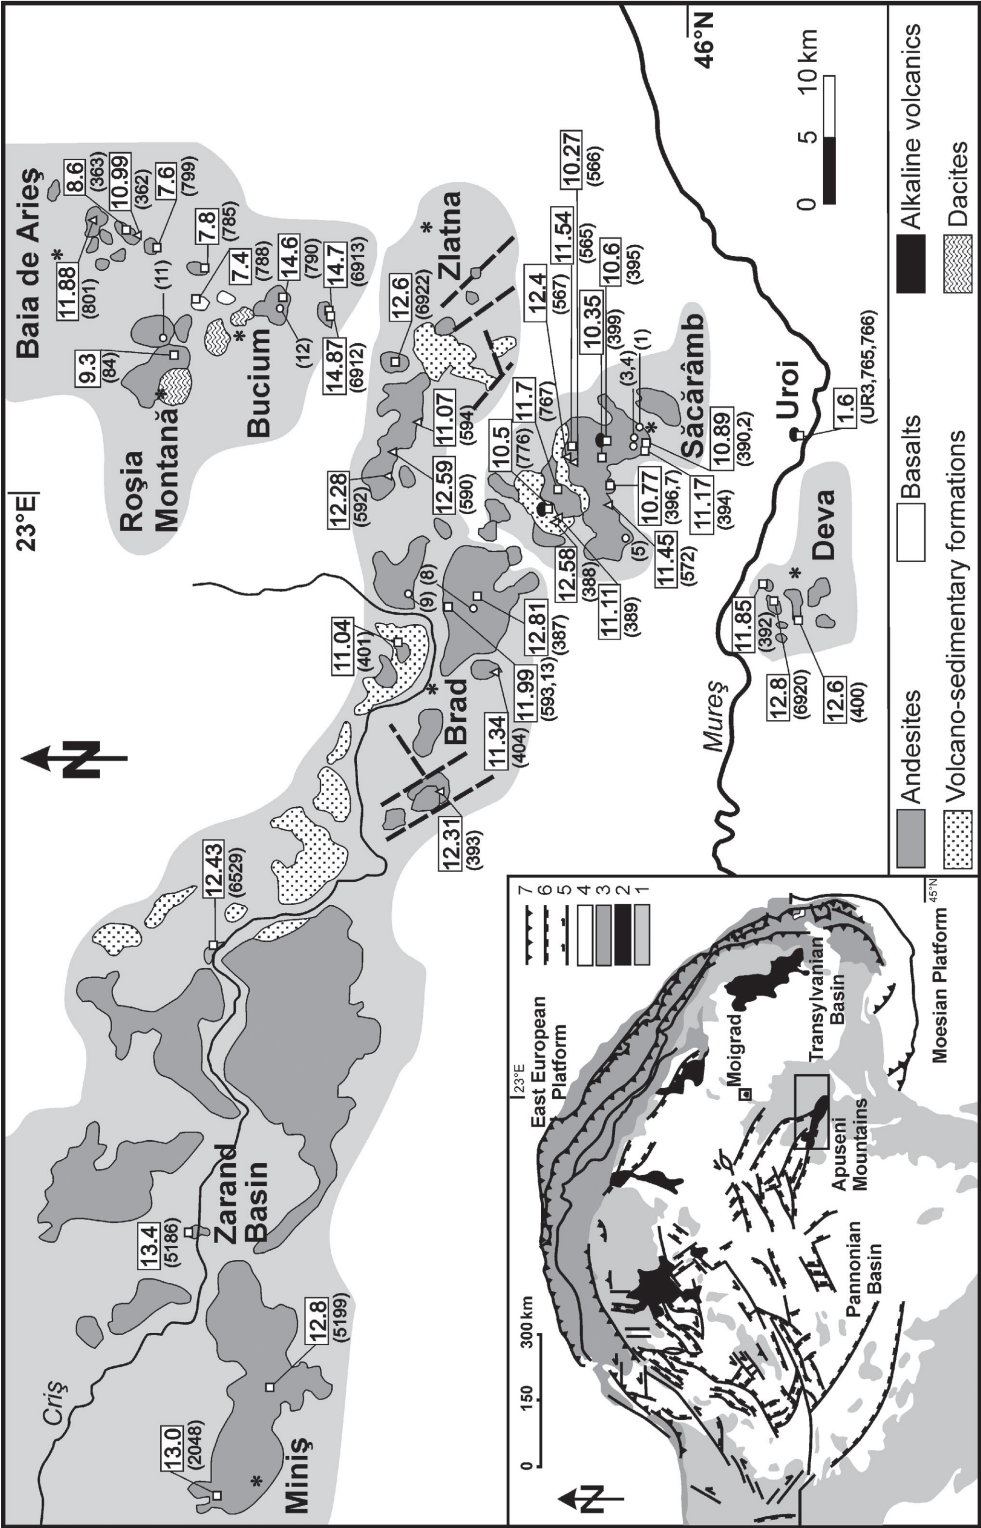 Baia de Arieş
8.6
(363)
10.99
(362)
7.6
(799)
11.88
(801)
(11)
7.8
(785)
7.4
(788)
14.6
(790)
14.7
(6913)
9.3
(84)
Roşia
Montană
Bucium
(12)
14.87
(6912)
12.6
(6922)
Zlatna
23°E
12.28
(592)
12.59
(590)
11.07
(594)
10.5
(776)
11.7
(767)
12.4
(567)
11.54
(565)
10.27
(566)
10.35
(399)
10.6
(395)
(3,4)
(1)
Săcărâmb
10.89
(390,2)
10.77
(396,7)
11.17
(394)
11.45
(572)
(5)
12.58
(388)
11.11
(389)
(9)
(8)
12.81
(387)
11.99
(593,13)
11.34
(404)
11.04
(401)
Brad
12.31
(393)
N
12.43
(6529)
Zarand
Basin
13.4
(5186)
12.8
(5199)
Criş
13.0
(2048)
Miniş
46°N
0 5 10 km
Uroi
1.6
(UR3,765,766)
Deva
11.85
(392)
12.8
(6920)
12.6
(400)
Mureş
Andesites
Basalts
Alkaline volcanics
Volcano-sedimentary formations
Dacites
N
0 150 300 km
23°E
East European
Platform
7
6
5
4
3
2
1
Moigrad
Transylvanian
Basin
Apuseni
Mountains
Pannonian
Basin
Moesian Platform
45°N